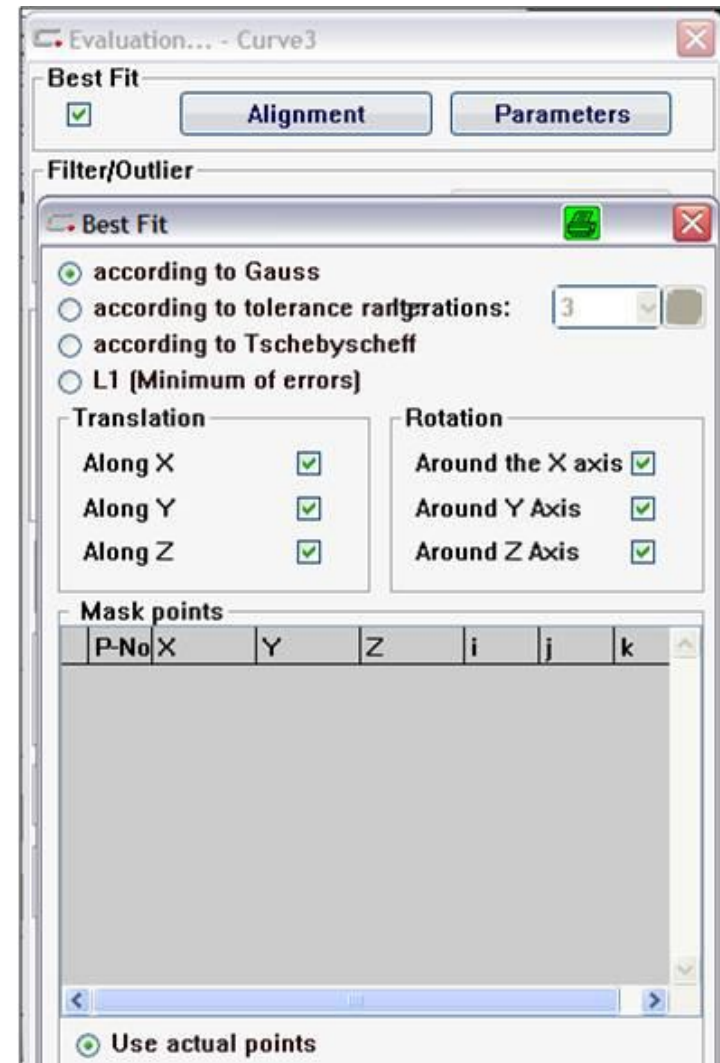 Evaluation... - Curve3
Best Fit
Alignment Parameters
Filter/Outlier
Best Fit
according to Gauss
according to tolerance rang terations: 3
according to Tschebyscheff
L1 (Minimum of errors)
Translation Rotation
Along X Around the X axis
Along Y Around Y Axis
Along Z Around Z Axis
Mask points
P-No X Y Z i j k
Use actual points